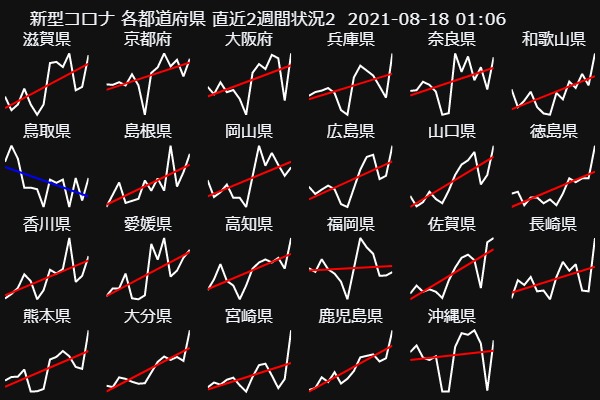 新型コロナ 各都道府県 直近2週間状況2 2021-08-18 01:06
滋賀県 京都府 大阪府 兵庫県 奈良県 和歌山県
鳥取県 島根県 岡山県 広島県 山口県 徳島県
香川県 愛媛県 高知県 福岡県 佐賀県 長崎県
熊本県 大分県 宮崎県 鹿児島県 沖縄県